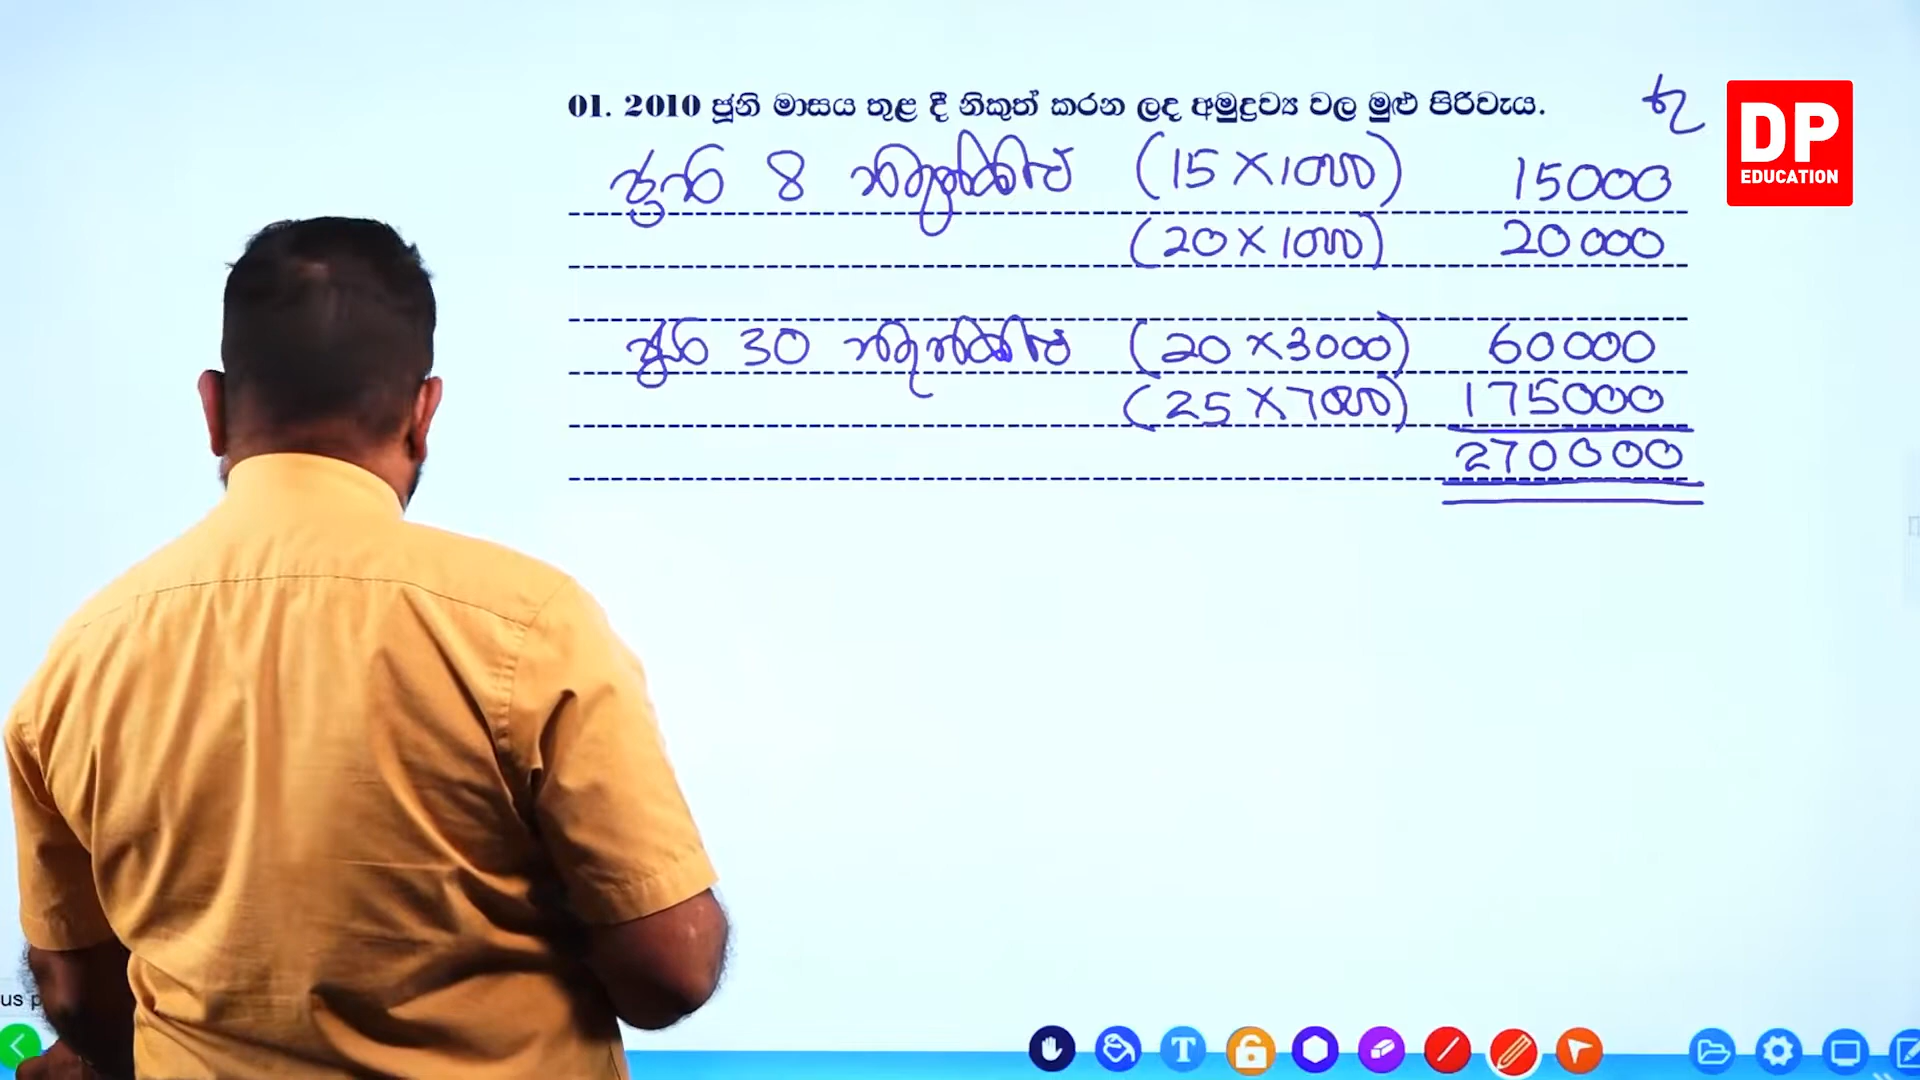 01. 2010 ජූනි මාසය තුළ දී නිකුත් කරන ලද අමුද්‍රව්‍ය වල මුළු පිරිවැය.
රු
DP
EDUCATION
ජූනි 8 නිකුත්කිරීම (15 X 1000) 15000
(20 X 1000) 20000
ජූනි 30 නිකුත්කිරීම (20 X 3000) 60000
(25 X 7000) 175000
270000
us p
T